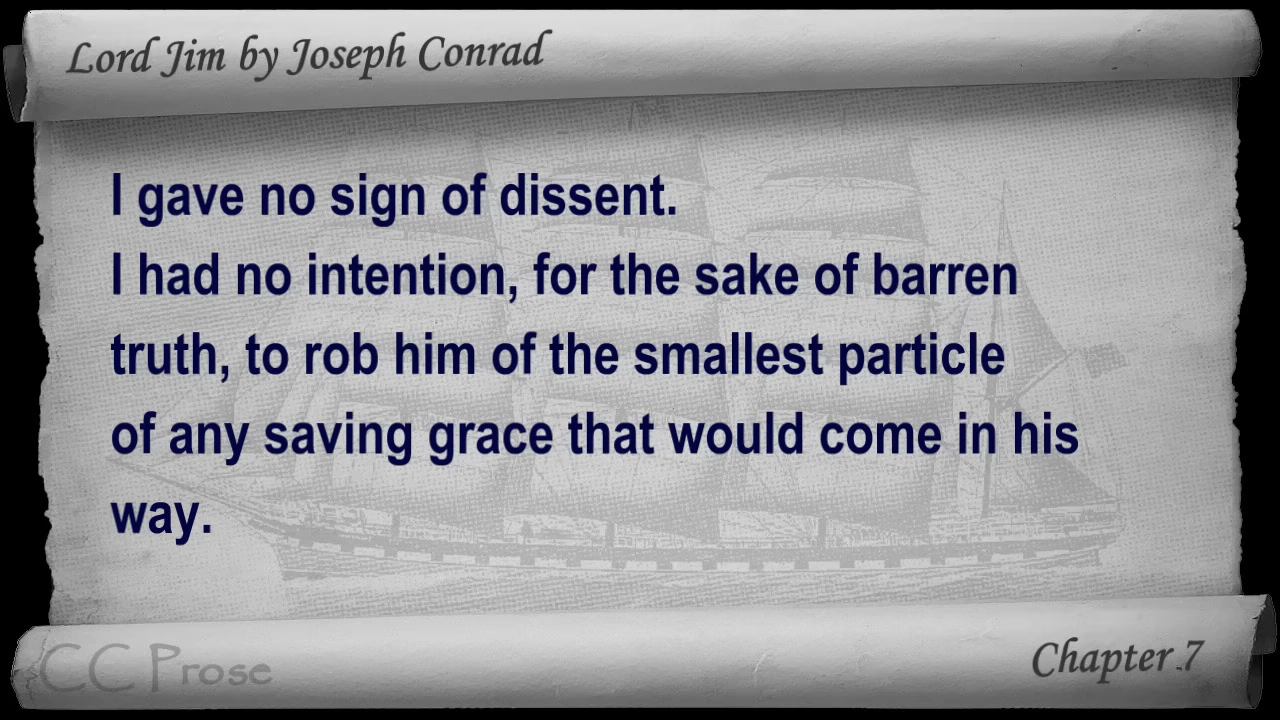 Lord Jim by Joseph Conrad
I gave no sign of dissent.
I had no intention, for the sake of barren
truth, to rob him of the smallest particle
of any saving grace that would come in his
way.
CC Prose
Chapter 7